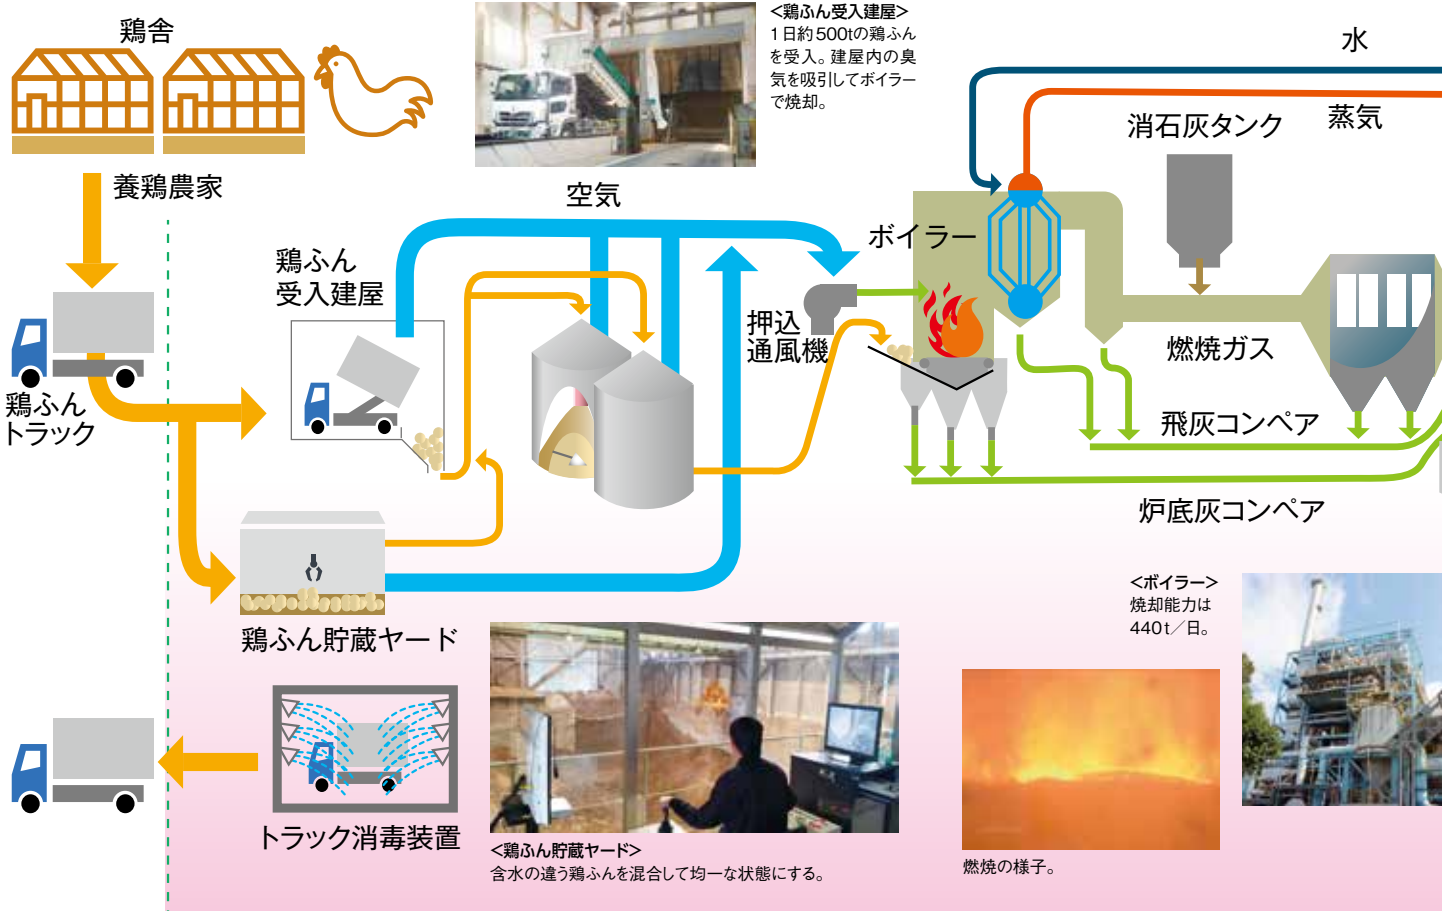 鶏舎
養鶏農家
鶏ふん
トラック
<鶏ふん受入建屋>
1日約500tの鶏ふん
を受入。建屋内の臭
気を吸引してボイラー
で焼却。
空気
鶏ふん
受入建屋
押込
通風機
ボイラー
水
蒸気
消石灰タンク
燃焼ガス
飛灰コンベア
炉底灰コンベア
鶏ふん貯蔵ヤード
トラック消毒装置
<鶏ふん貯蔵ヤード>
含水の違う鶏ふんを混合して均一な状態にする。
<ボイラー>
焼却能力は
440t／日。
燃焼の様子。